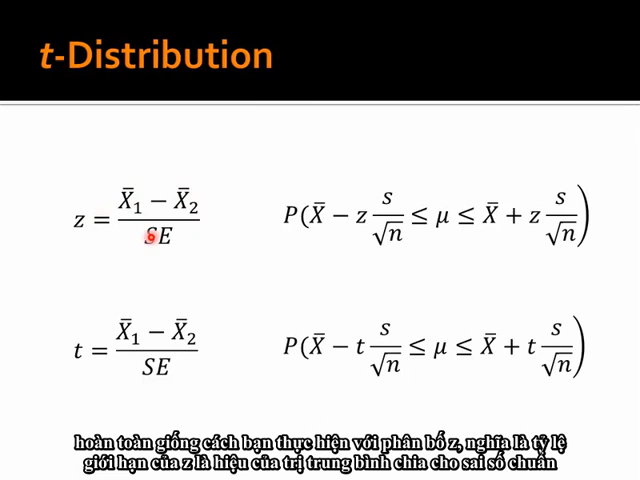 t-Distribution
z = (X̄₁ − X̄₂) / SE
P(X̄ − z s/√n ≤ μ ≤ X̄ + z s/√n)
t = (X̄₁ − X̄₂) / SE
P(X̄ − t s/√n ≤ μ ≤ X̄ + t s/√n)
hoàn toàn giống cách bạn thực hiện với phân bố z, nghĩa là tỷ lệ
giới hạn của z là hiệu của trị trung bình chia cho sai số chuẩn